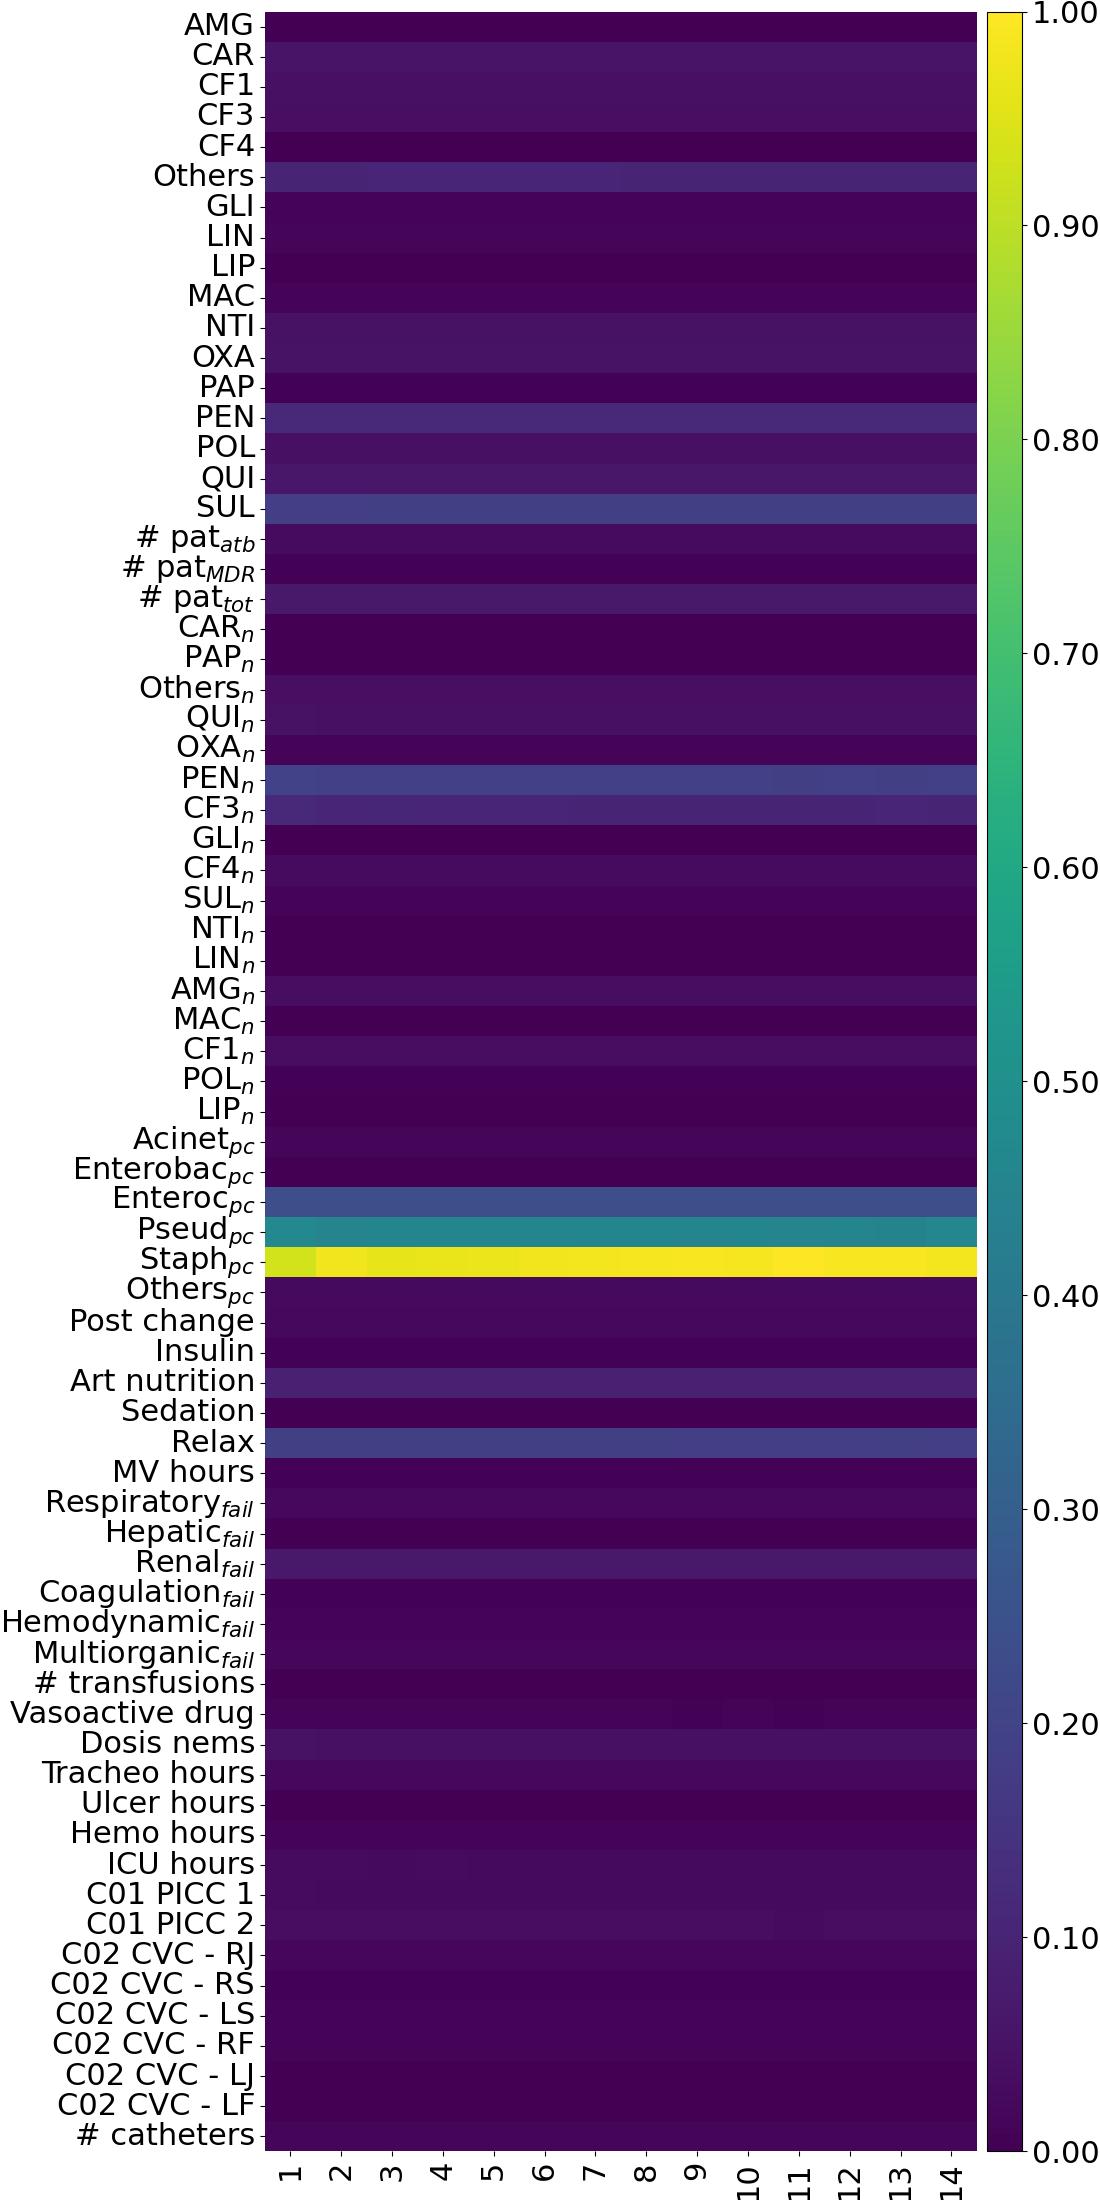 AMG
CAR
CF1
CF3
CF4
Others
GLI
LIN
LIP
MAC
NTI
OXA
PAP
PEN
POL
QUI
SUL
# pat_atb
# pat_MDR
# pat_tot
CAR_n
PAP_n
Others_n
QUI_n
OXA_n
PEN_n
CF3_n
GLI_n
CF4_n
SUL_n
NTI_n
LIN_n
AMG_n
MAC_n
CF1_n
POL_n
LIP_n
Acinet_pc
Enterobac_pc
Enteroc_pc
Pseud_pc
Staph_pc
Others_pc
Post change
Insulin
Art nutrition
Sedation
Relax
MV hours
Respiratory_fail
Hepatic_fail
Renal_fail
Coagulation_fail
Hemodynamic_fail
Multiorganic_fail
# transfusions
Vasoactive drug
Dosis nems
Tracheo hours
Ulcer hours
Hemo hours
ICU hours
C01 PICC 1
C01 PICC 2
C02 CVC - RJ
C02 CVC - RS
C02 CVC - LS
C02 CVC - RF
C02 CVC - LJ
C02 CVC - LF
# catheters
1 2 3 4 5 6 7 8 9 10 11 12 13 14
1.00
0.90
0.80
0.70
0.60
0.50
0.40
0.30
0.20
0.10
0.00